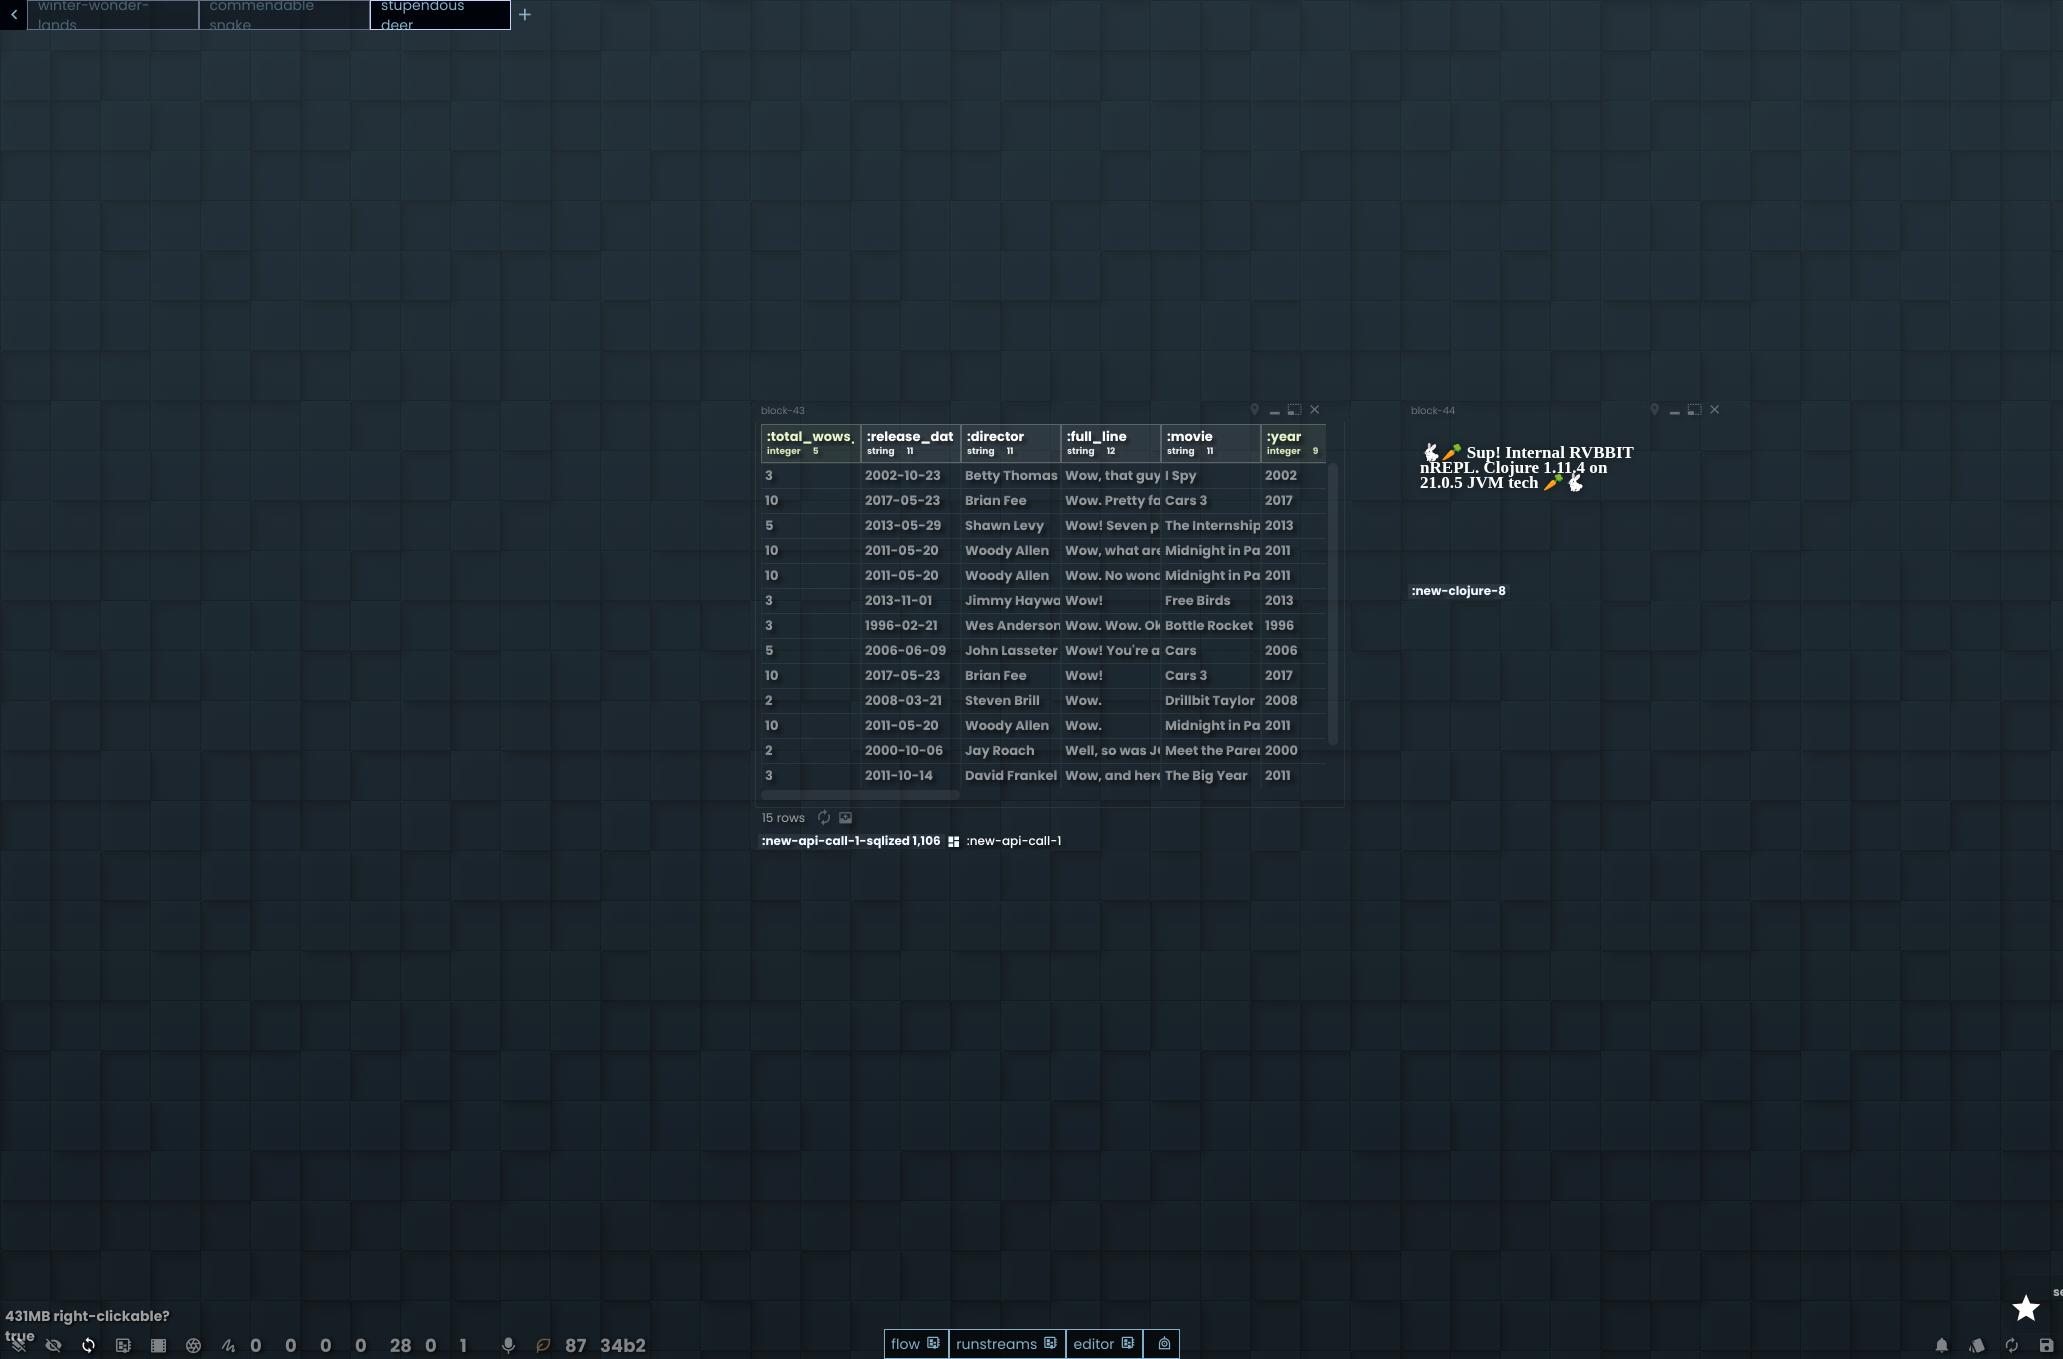 winter-wonder-
lands
commendable
snake
stupendous
deer
+
block-43
:total_wows_
integer 5
:release_dat
string 11
:director
string 11
:full_line
string 12
:movie
string 11
:year
integer 9
3 2002-10-23 Betty Thomas Wow, that guy I Spy 2002
10 2017-05-23 Brian Fee Wow. Pretty fa Cars 3 2017
5 2013-05-29 Shawn Levy Wow! Seven p The Internship 2013
10 2011-05-20 Woody Allen Wow, what are Midnight in Pa 2011
10 2011-05-20 Woody Allen Wow. No wond Midnight in Pa 2011
3 2013-11-01 Jimmy Haywa Wow! Free Birds 2013
3 1996-02-21 Wes Anderson Wow. Wow. Ok Bottle Rocket 1996
5 2006-06-09 John Lasseter Wow! You're a Cars 2006
10 2017-05-23 Brian Fee Wow! Cars 3 2017
2 2008-03-21 Steven Brill Wow. Drillbit Taylor 2008
10 2011-05-20 Woody Allen Wow. Midnight in Pa 2011
2 2000-10-06 Jay Roach Well, so was Meet the Parer 2000
3 2011-10-14 David Frankel Wow, and here The Big Year 2011
15 rows
:new-api-call-1-sqlized 1,106 :new-api-call-1
block-44
🐇🥕 Sup! Internal RVBBIT
nREPL. Clojure 1.11.4 on
21.0.5 JVM tech 🥕🐇
:new-clojure-8
431MB right-clickable?
true
0 0 0 0 28 0 1 87 34b2
flow runstreams editor